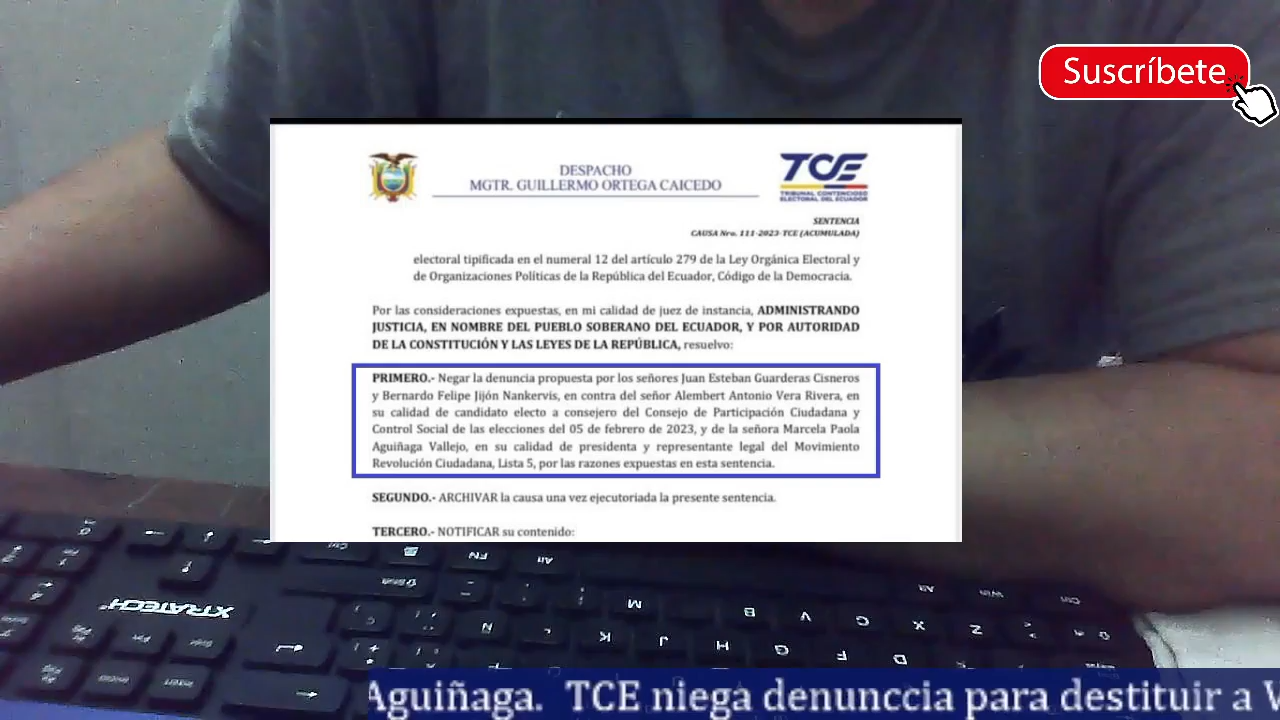 Suscríbete
DESPACHO
MGTR. GUILLERMO ORTEGA CAICEDO
TCE
TRIBUNAL CONTENCIOSO
ELECTORAL DEL ECUADOR
SENTENCIA
CAUSA Nro. 111-2023-TCE (ACUMULADA)
electoral tipificada en el numeral 12 del artículo 279 de la Ley Orgánica Electoral y
de Organizaciones Políticas de la República del Ecuador, Código de la Democracia.
Por las consideraciones expuestas, en mi calidad de juez de instancia, ADMINISTRANDO
JUSTICIA, EN NOMBRE DEL PUEBLO SOBERANO DEL ECUADOR, Y POR AUTORIDAD
DE LA CONSTITUCIÓN Y LAS LEYES DE LA REPÚBLICA, resuelvo:
PRIMERO.- Negar la denuncia propuesta por los señores Juan Esteban Guarderas Cisneros
y Bernardo Felipe Jijón Nankervis, en contra del señor Alembert Antonio Vera Rivera, en
su calidad de candidato electo a consejero del Consejo de Participación Ciudadana y
Control Social de las elecciones del 05 de febrero de 2023, y de la señora Marcela Paola
Aguiñaga Vallejo, en su calidad de presidenta y representante legal del Movimiento
Revolución Ciudadana, Lista 5, por las razones expuestas en esta sentencia.
SEGUNDO.- ARCHIVAR la causa una vez ejecutoriada la presente sentencia.
TERCERO.- NOTIFICAR su contenido:
XTRATECH
M B V C X Z
N K J H G F D
Aguiñaga. TCE niega denunccia para destituir a